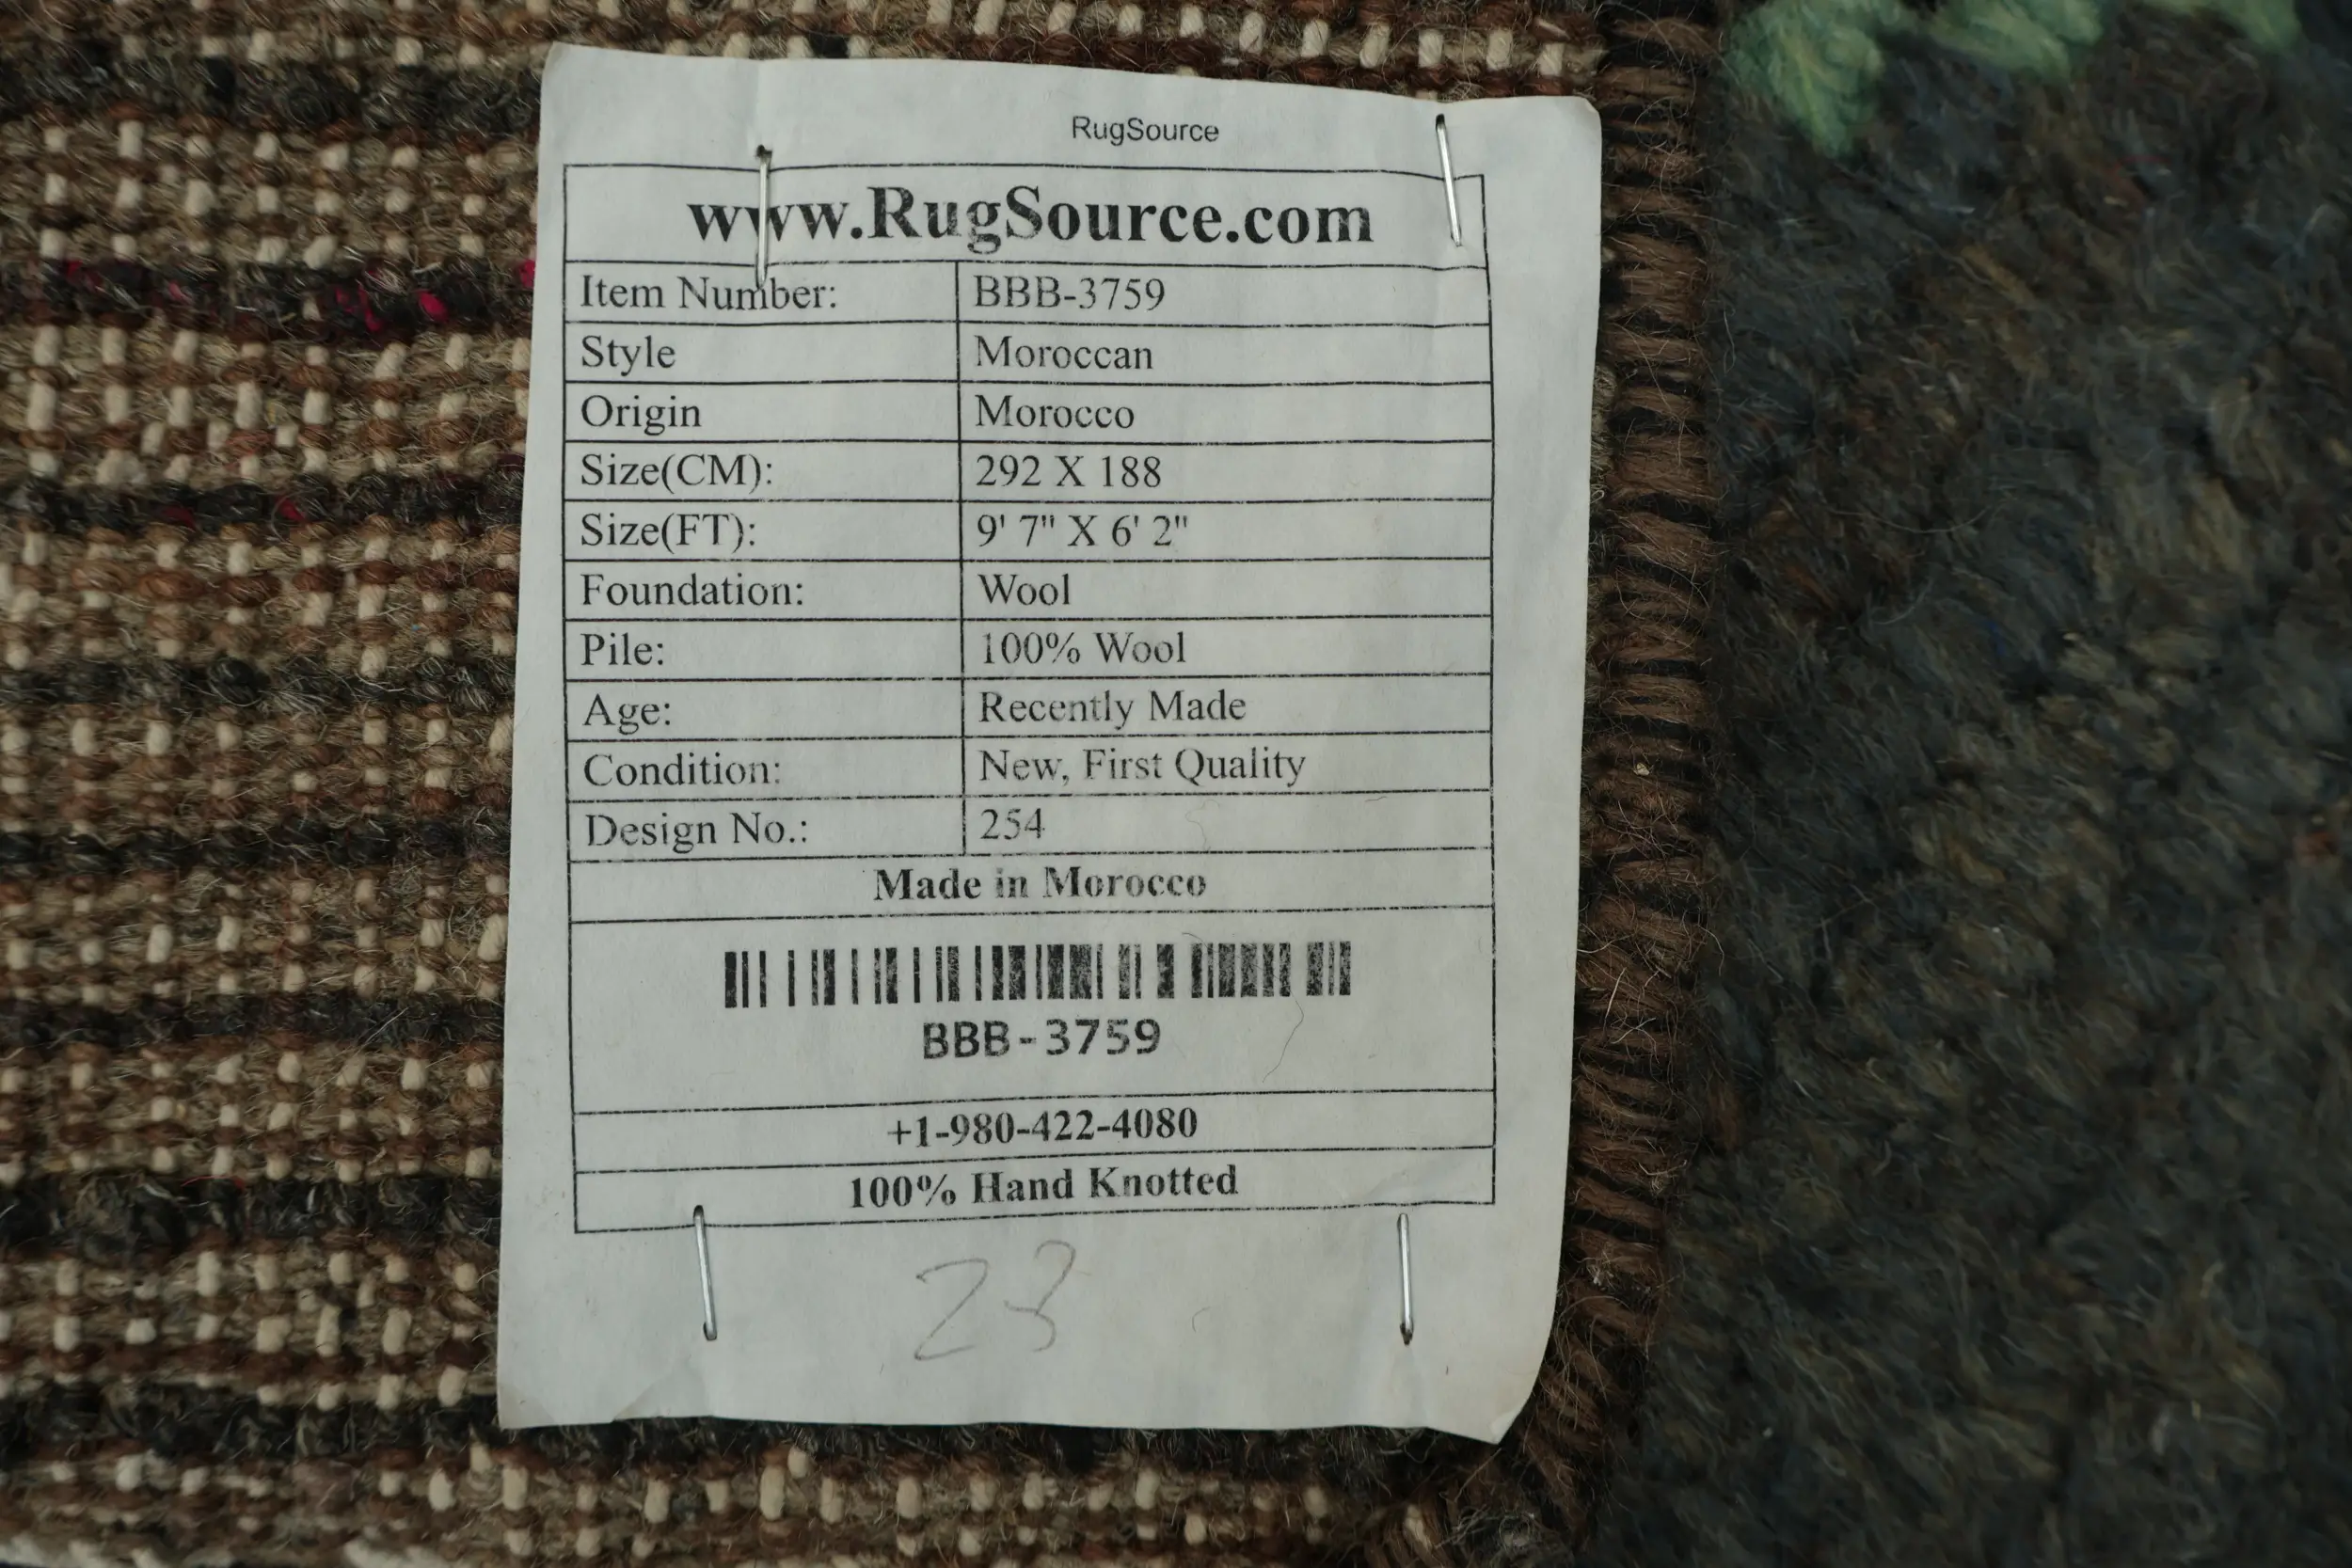 RugSource
www.RugSource.com
Item Number: BBB-3759
Style Moroccan
Origin Morocco
Size(CM): 292 X 188
Size(FT): 9' 7" X 6' 2"
Foundation: Wool
Pile: 100% Wool
Age: Recently Made
Condition: New, First Quality
Design No.: 254
Made in Morocco
BBB-3759
+1-980-422-4080
100% Hand Knotted
23